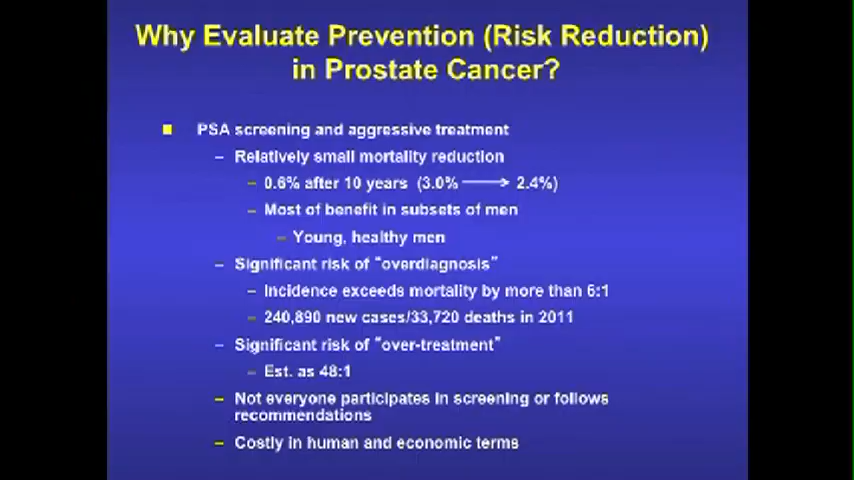 Why Evaluate Prevention (Risk Reduction)
in Prostate Cancer?
PSA screening and aggressive treatment
– Relatively small mortality reduction
– 0.6% after 10 years (3.0% ⟶ 2.4%)
– Most of benefit in subsets of men
– Young, healthy men
– Significant risk of “overdiagnosis”
– Incidence exceeds mortality by more than 6:1
– 240,890 new cases/33,720 deaths in 2011
– Significant risk of “over-treatment”
– Est. as 48:1
– Not everyone participates in screening or follows
recommendations
– Costly in human and economic terms